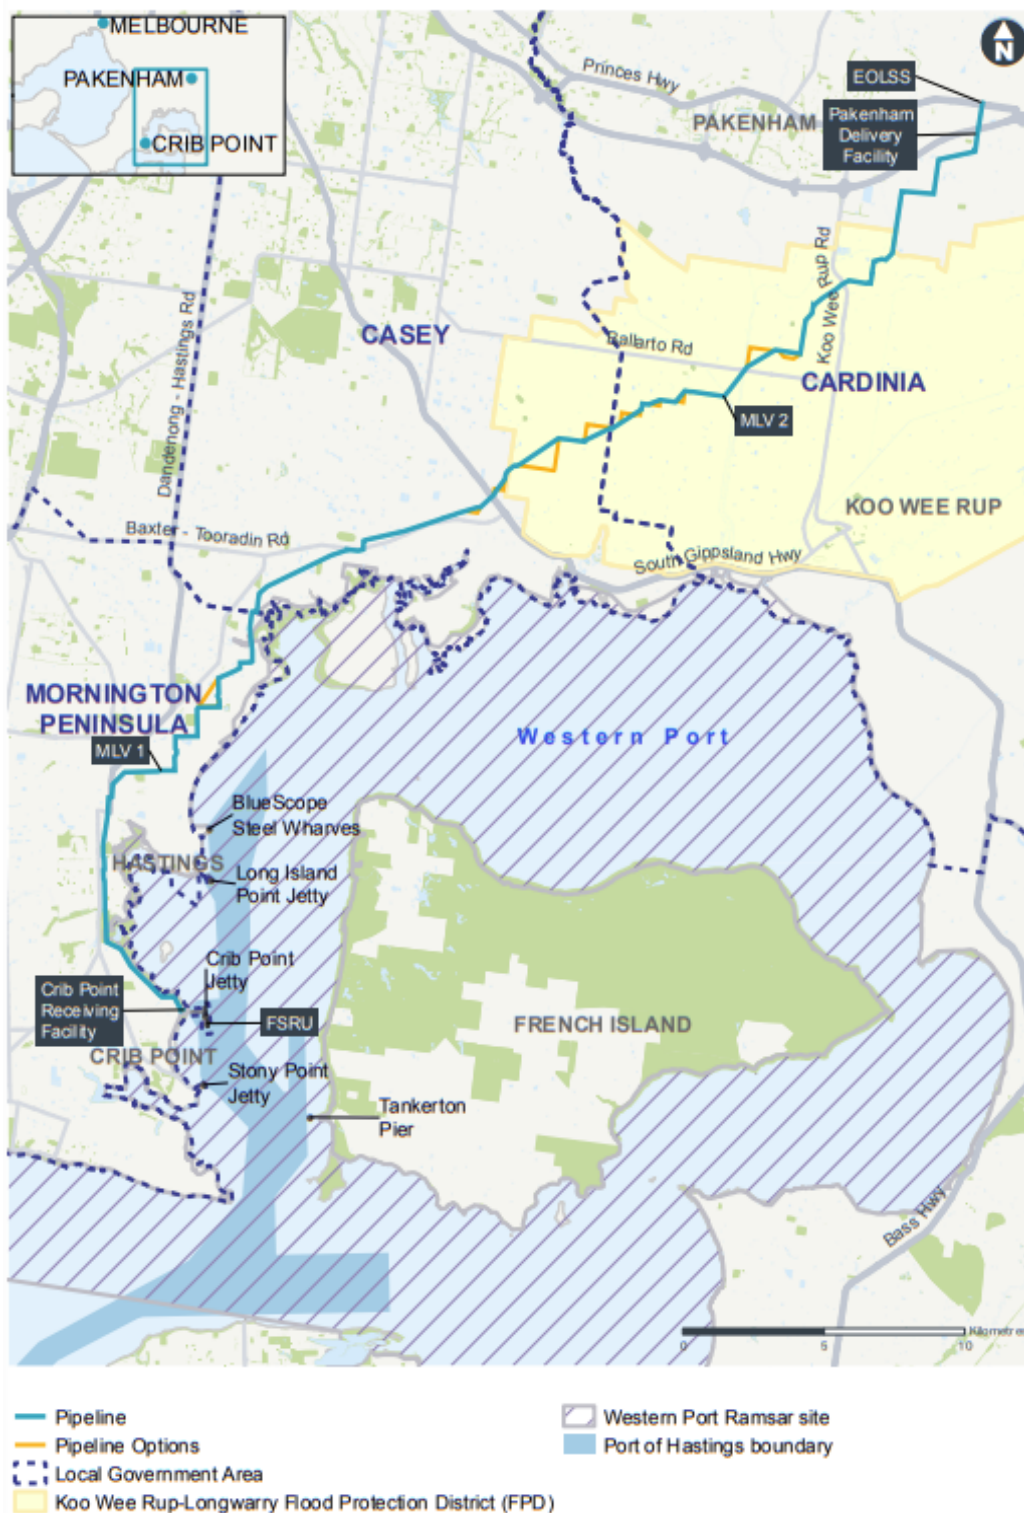 MELBOURNE
PAKENHAM
CRIB POINT
N
Princes Hwy
EOLSS
PAKENHAM
Pakenham
Delivery
Facility
Koo Wee Rup Rd
Dandenong - Hastings Rd
CASEY
Ballarto Rd
CARDINIA
MLV 2
KOO WEE RUP
Baxter - Tooradin Rd
South Gippsland Hwy
MORNINGTON
PENINSULA
MLV 1
Western Port
BlueScope
Steel Wharves
HASTINGS
Long Island
Point Jetty
Crib Point
Jetty
Crib Point
Receiving
Facility
FSRU
FRENCH ISLAND
CRIB POINT
Stony Point
Jetty
Tankerton
Pier
Bass Hwy
Kilometres
0 5 10
Pipeline
Pipeline Options
Local Government Area
Koo Wee Rup-Longwarry Flood Protection District (FPD)
Western Port Ramsar site
Port of Hastings boundary